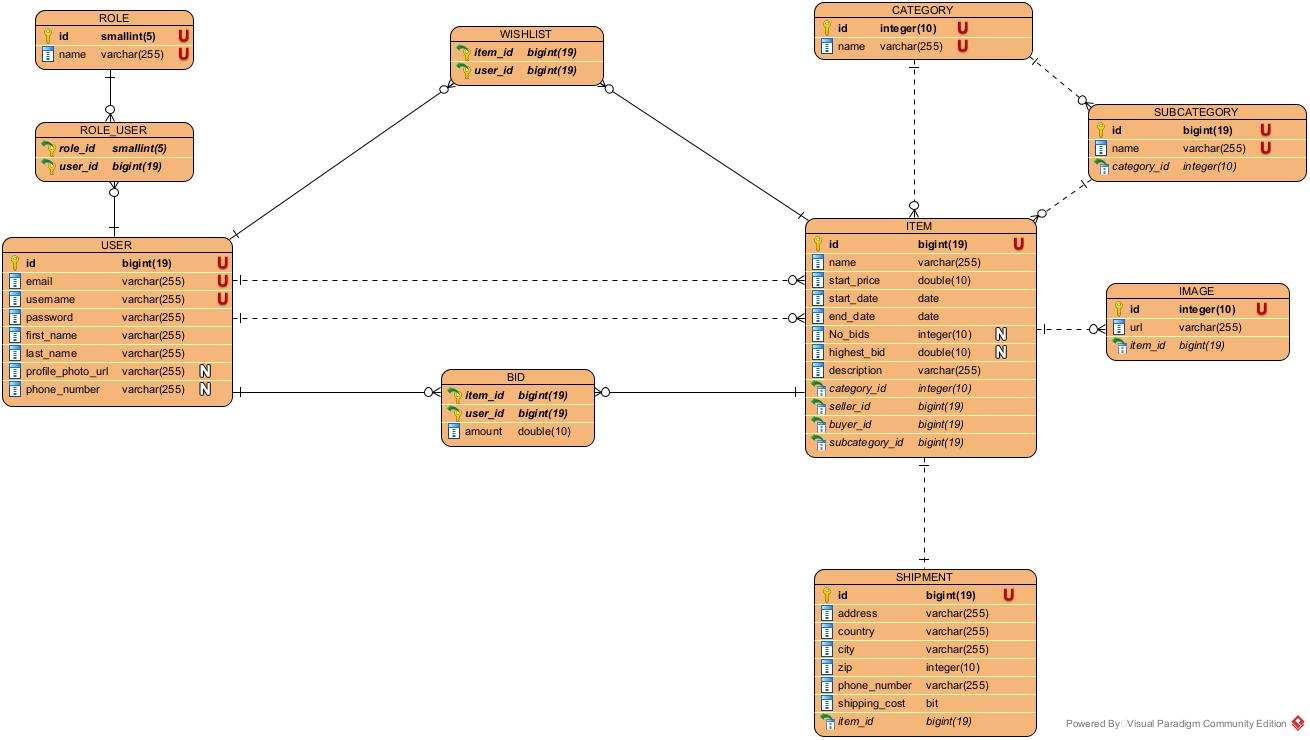 ROLE
id smallint(5) U
name varchar(255) U
ROLE_USER
role_id smallint(5)
user_id bigint(19)
USER
id bigint(19) U
email varchar(255) U
username varchar(255) U
password varchar(255)
first_name varchar(255)
last_name varchar(255)
profile_photo_url varchar(255) N
phone_number varchar(255) N
WISHLIST
item_id bigint(19)
user_id bigint(19)
BID
item_id bigint(19)
user_id bigint(19)
amount double(10)
CATEGORY
id integer(10) U
name varchar(255) U
SUBCATEGORY
id bigint(19) U
name varchar(255) U
category_id integer(10)
ITEM
id bigint(19) U
name varchar(255)
start_price double(10)
start_date date
end_date date
No_bids integer(10) N
highest_bid double(10) N
description varchar(255)
category_id integer(10)
seller_id bigint(19)
buyer_id bigint(19)
subcategory_id bigint(19)
IMAGE
id integer(10) U
url varchar(255)
item_id bigint(19)
SHIPMENT
id bigint(19) U
address varchar(255)
country varchar(255)
city varchar(255)
zip integer(10)
phone_number varchar(255)
shipping_cost bit
item_id bigint(19)
Powered By Visual Paradigm Community Edition